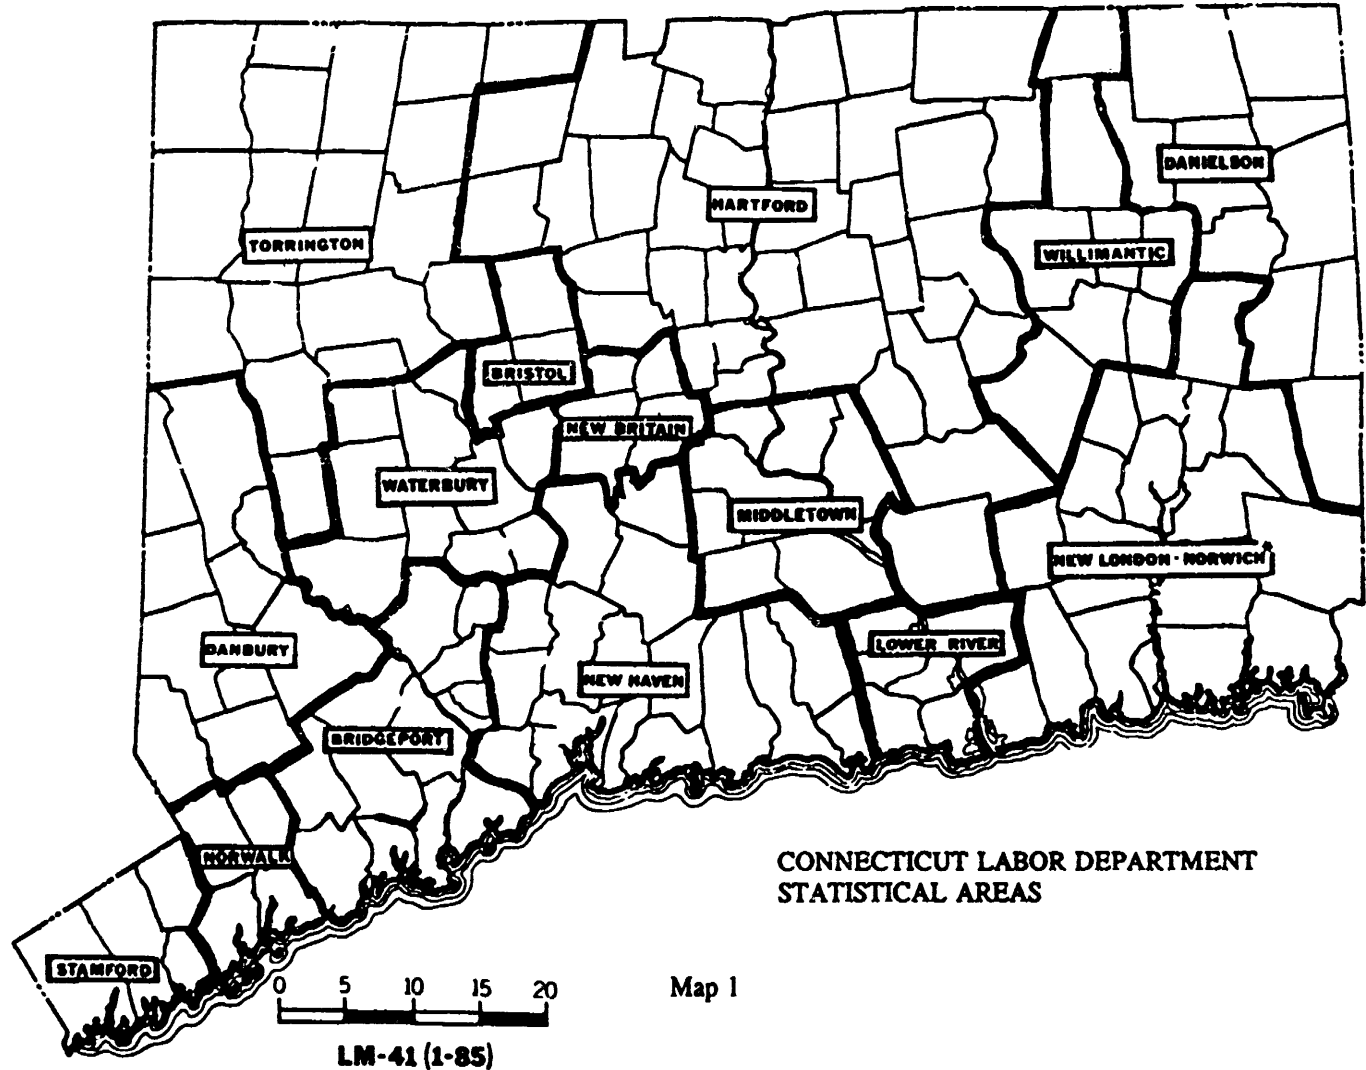 DANIELSON
HARTFORD
TORRINGTON
WILLIMANTIC
BRISTOL
NEW BRITAIN
WATERBURY
MIDDLETOWN
NEW LONDON - NORWICH*
DANBURY
LOWER RIVER
NEW HAVEN
BRIDGEPORT
NORWALK
CONNECTICUT LABOR DEPARTMENT
STATISTICAL AREAS
STAMFORD
0 5 10 15 20
Map 1
LM-41 (1-85)